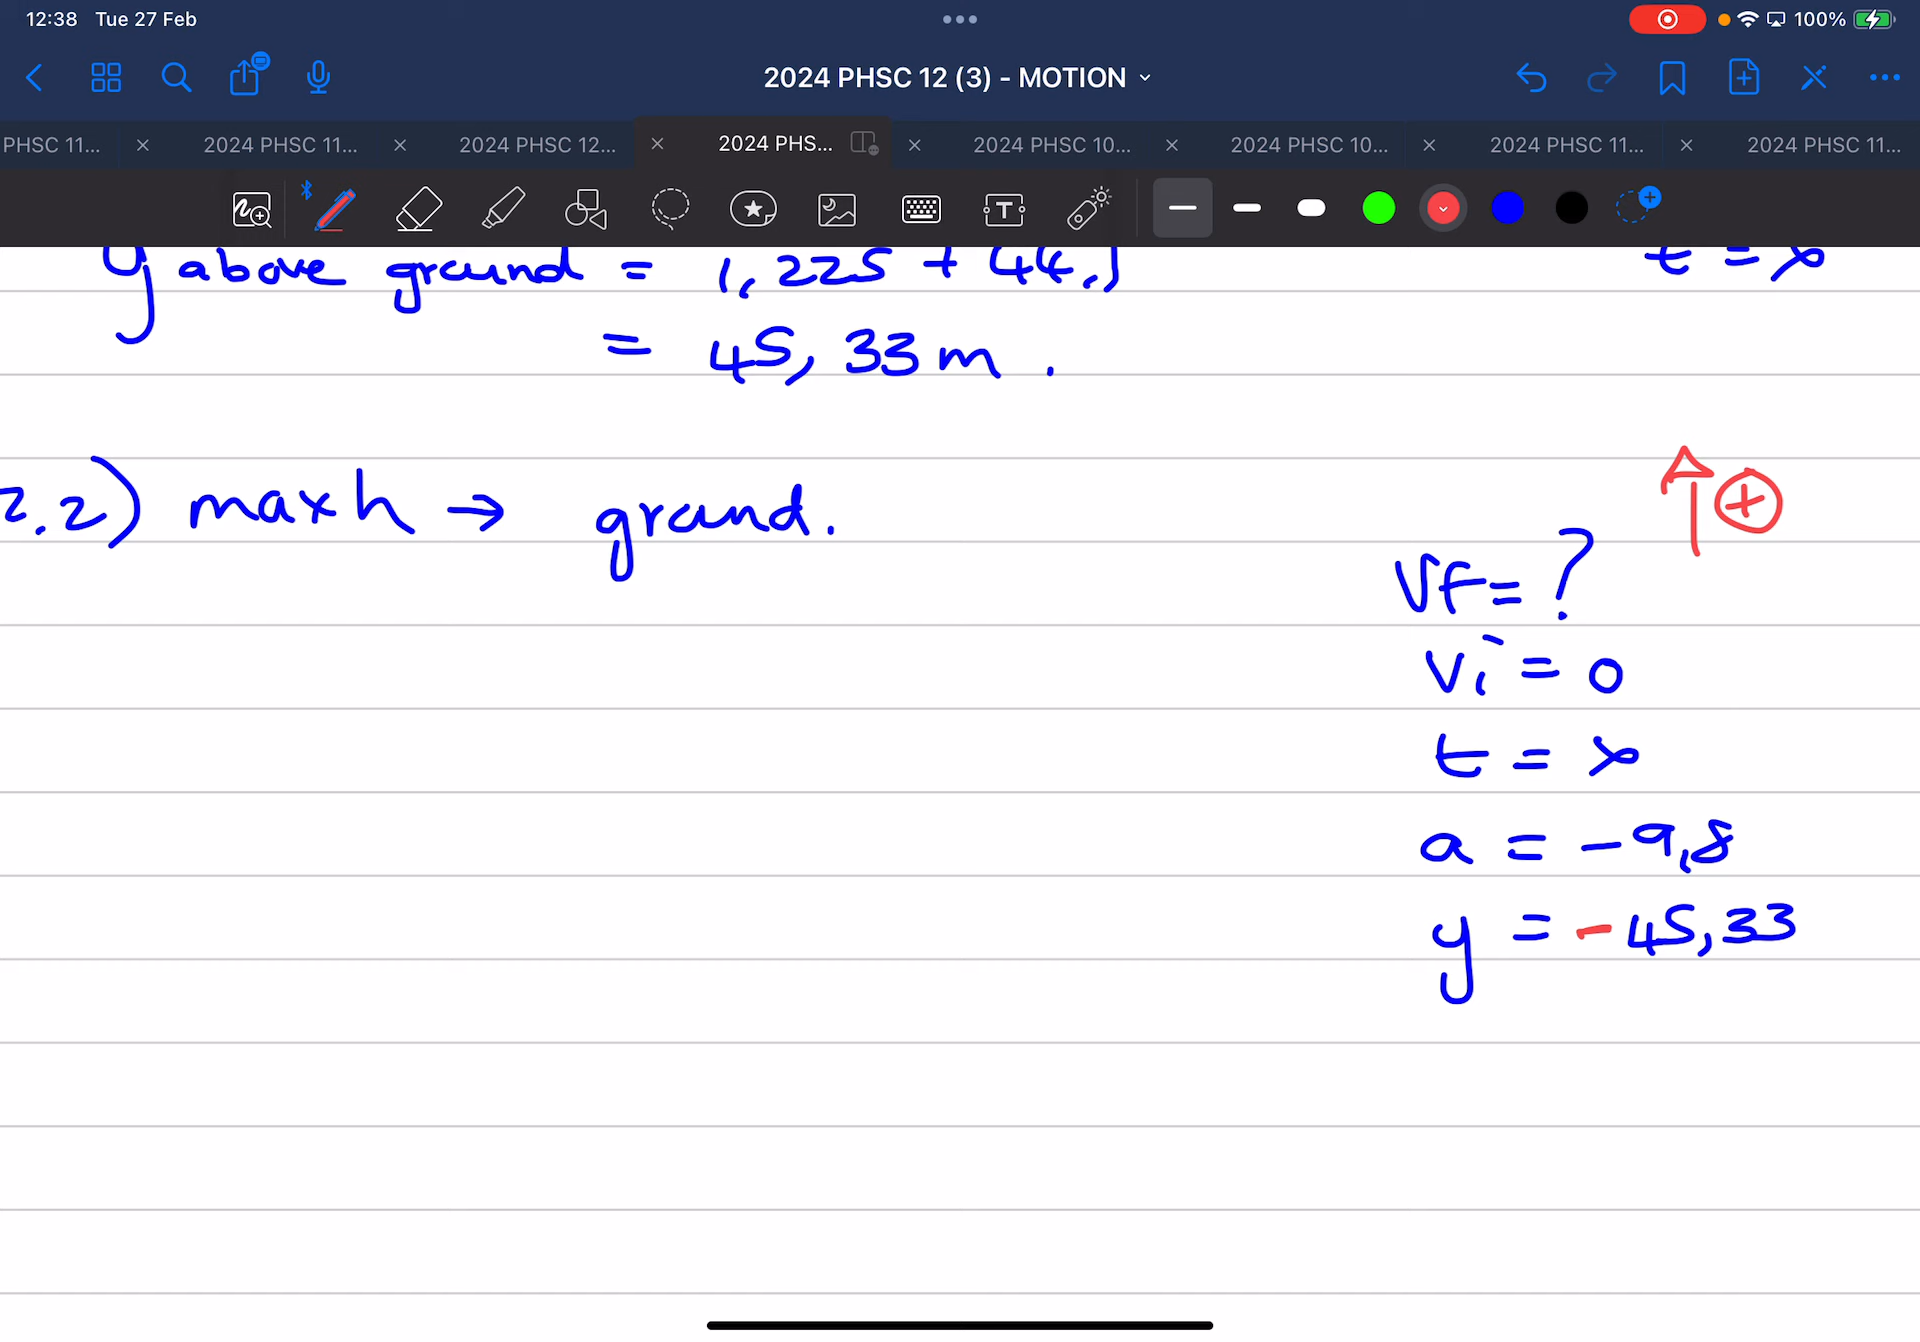 12:38 Tue 27 Feb
100%
2024 PHSC 12 (3) - MOTION
PHSC 11...
2024 PHSC 11...
2024 PHSC 12...
2024 PHS...
2024 PHSC 10...
2024 PHSC 10...
2024 PHSC 11...
2024 PHSC 11...
T
y above ground = 1,225 + 44,1
t = x
= 45,33m.
2.2) max h → ground.
+
Vf = ?
Vi = 0
t = x
a = -9,8
y = -45,33